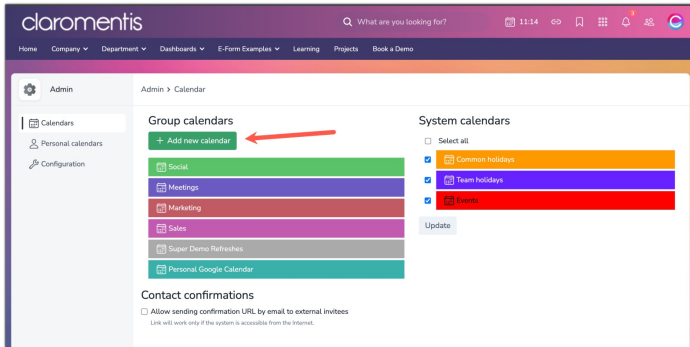 claromentis
What are you looking for?
11:14
3
Home Company Department Dashboards E-Form Examples Learning Projects Book a Demo
Admin
Admin > Calendar
Calendars
Personal calendars
Configuration
Group calendars
+ Add new calendar
Social
Meetings
Marketing
Sales
Super Demo Refreshes
Personal Google Calendar
System calendars
Select all
Common holidays
Team holidays
Events
Update
Contact confirmations
Allow sending confirmation URL by email to external invitees
Link will work only if the system is accessible from the internet.